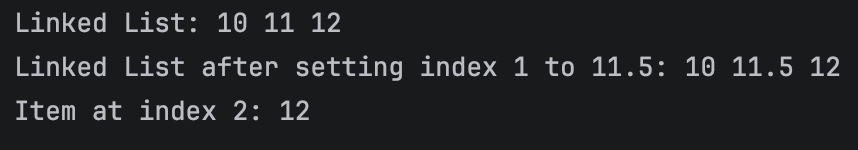 Linked List: 10 11 12
Linked List after setting index 1 to 11.5: 10 11.5 12
Item at index 2: 12